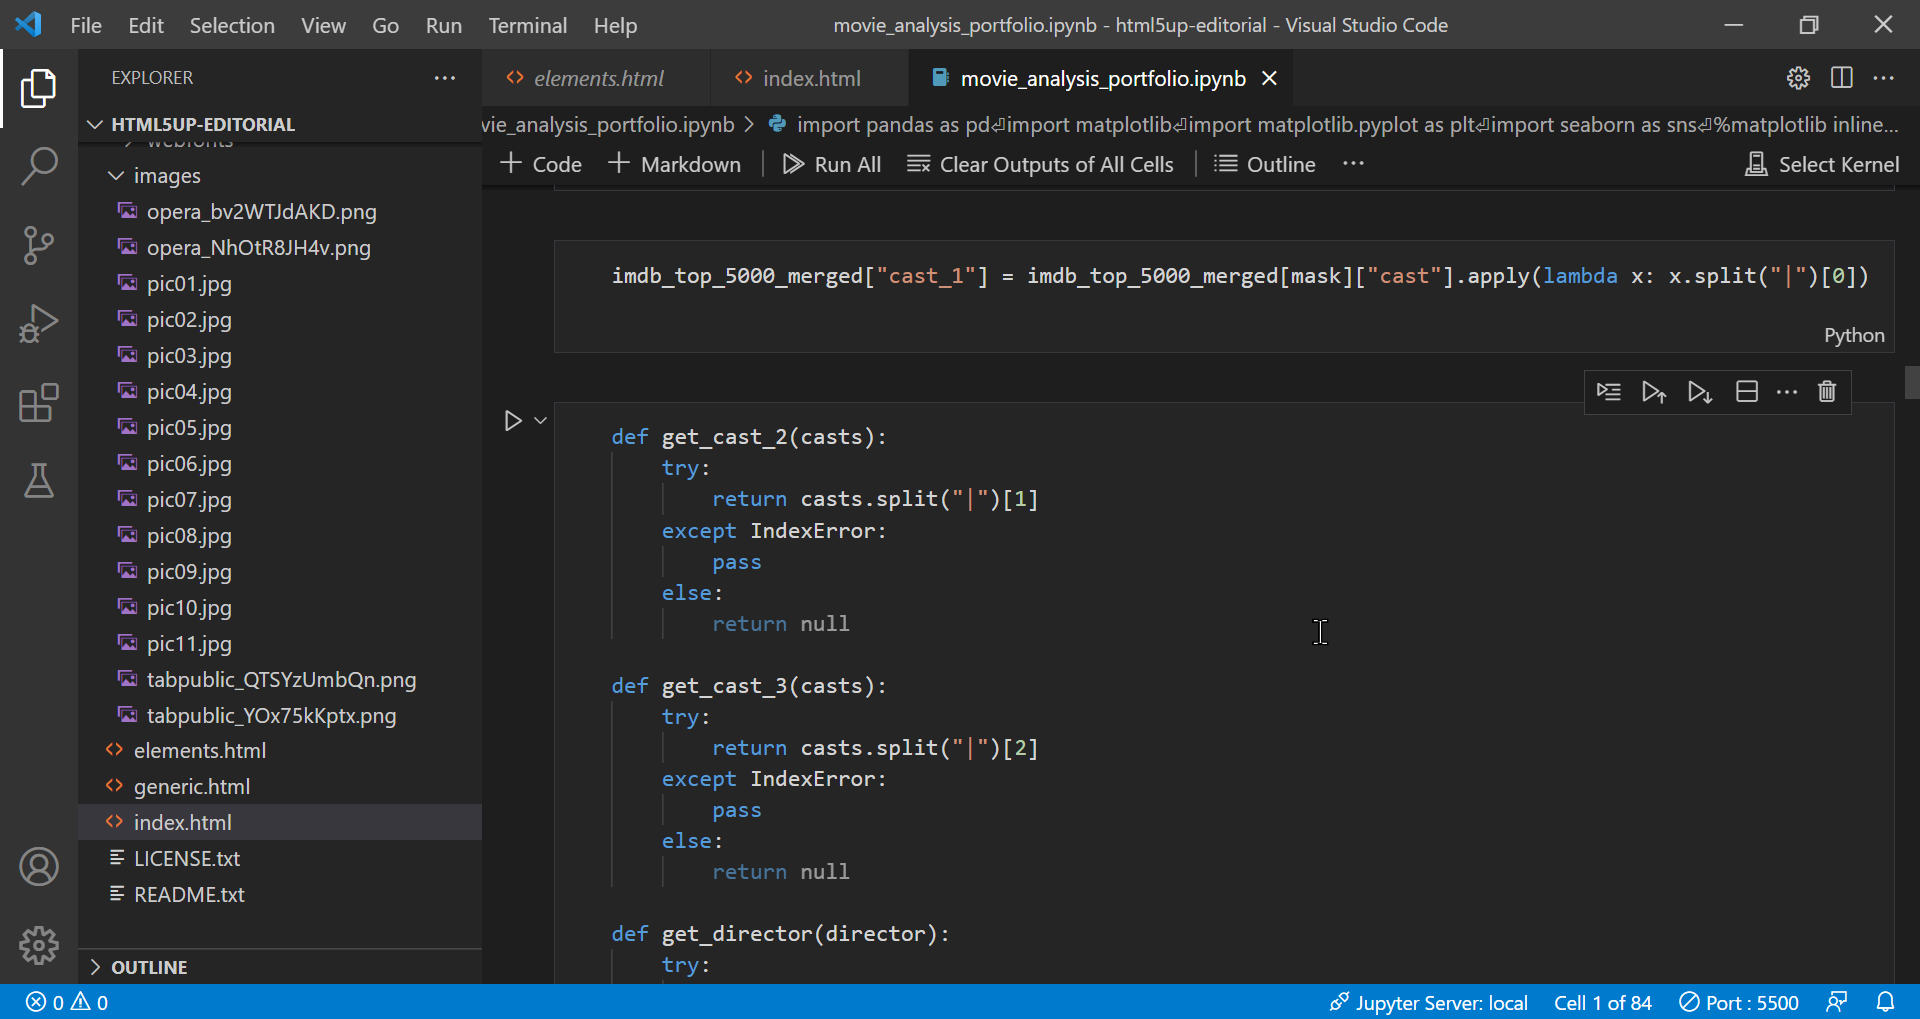 File Edit Selection View Go Run Terminal Help
movie_analysis_portfolio.ipynb - html5up-editorial - Visual Studio Code
EXPLORER
HTML5UP-EDITORIAL
webfonts
images
opera_bv2WTJdAKD.png
opera_NhOtR8JH4v.png
pic01.jpg
pic02.jpg
pic03.jpg
pic04.jpg
pic05.jpg
pic06.jpg
pic07.jpg
pic08.jpg
pic09.jpg
pic10.jpg
pic11.jpg
tabpublic_QTSYzUmbQn.png
tabpublic_YOx75kKptx.png
elements.html
generic.html
index.html
LICENSE.txt
README.txt
OUTLINE
elements.html
index.html
movie_analysis_portfolio.ipynb
vie_analysis_portfolio.ipynb > import pandas as pd⏎import matplotlib⏎import matplotlib.pyplot as plt⏎import seaborn as sns⏎%matplotlib inline...
+ Code + Markdown Run All Clear Outputs of All Cells Outline ··· Select Kernel
imdb_top_5000_merged["cast_1"] = imdb_top_5000_merged[mask]["cast"].apply(lambda x: x.split("|")[0])
Python
def get_cast_2(casts):
    try:
        return casts.split("|")[1]
    except IndexError:
        pass
    else:
        return null
def get_cast_3(casts):
    try:
        return casts.split("|")[2]
    except IndexError:
        pass
    else:
        return null
def get_director(director):
    try:
0 0
Jupyter Server: local Cell 1 of 84 Port : 5500